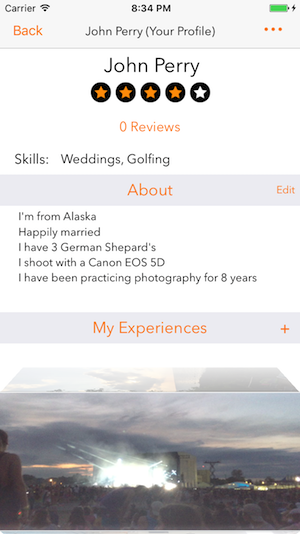 Carrier 8:34 PM
Back John Perry (Your Profile)
John Perry
0 Reviews
Skills: Weddings, Golfing
About Edit
I'm from Alaska
Happily married
I have 3 German Shepard's
I shoot with a Canon EOS 5D
I have been practicing photography for 8 years
My Experiences +